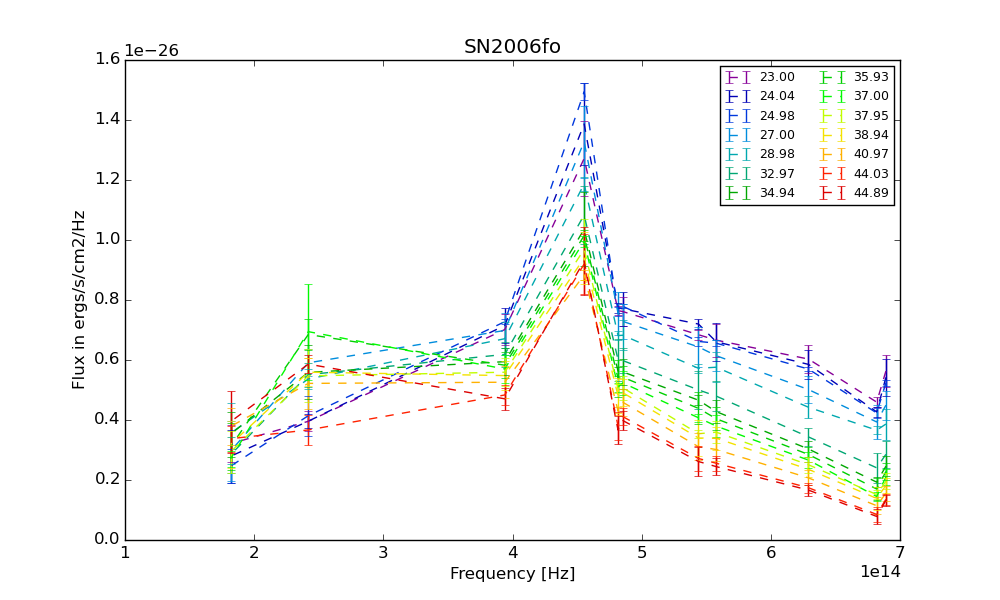 SN2006fo
1e−26
1.6
1.4
1.2
1.0
0.8
0.6
0.4
0.2
0.0
Flux in ergs/s/cm2/Hz
23.00 35.93
24.04 37.00
24.98 37.95
27.00 38.94
28.98 40.97
32.97 44.03
34.94 44.89
1 2 3 4 5 6 7
1e14
Frequency [Hz]